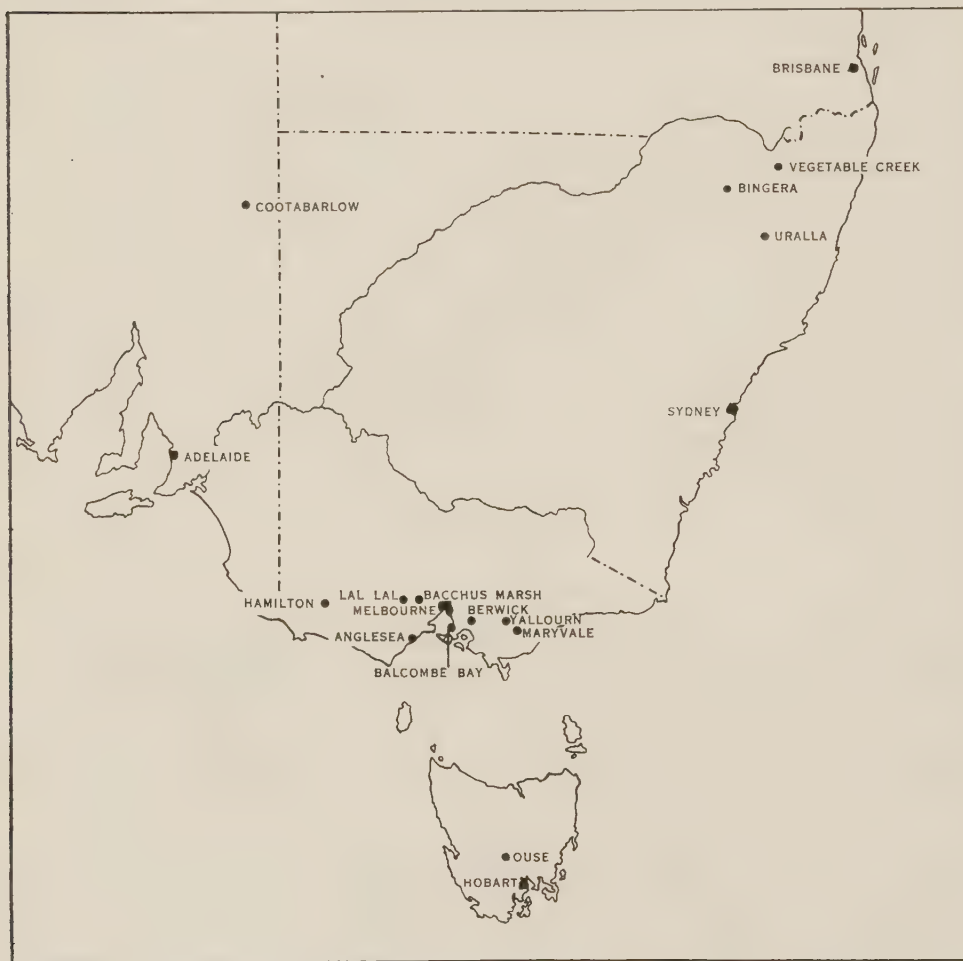 BRISBANE
VEGETABLE CREEK
BINGERA
COOTABARLOW
URALLA
SYDNEY
ADELAIDE
LAL LAL
BACCHUS MARSH
HAMILTON
MELBOURNE
BERWICK
YALLOURN
MARYVALE
ANGLESEA
BALCOMBE BAY
OUSE
HOBART